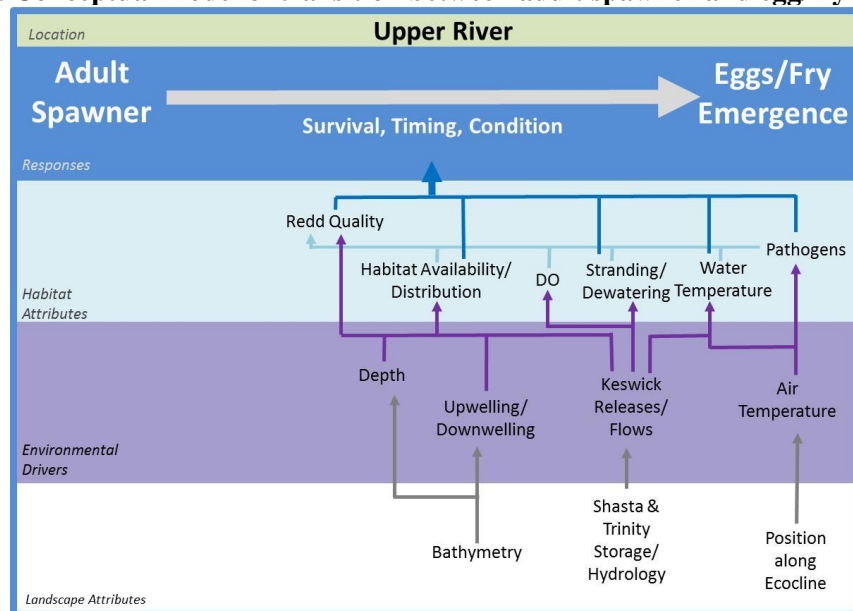 Location
Upper River
Adult
Spawner
Eggs/Fry
Emergence
Survival, Timing, Condition
Responses
Redd Quality
Pathogens
Habitat Availability/
Distribution
DO
Stranding/
Dewatering
Water
Temperature
Habitat
Attributes
Depth
Upwelling/
Downwelling
Keswick
Releases/
Flows
Air
Temperature
Environmental
Drivers
Bathymetry
Shasta &
Trinity
Storage/
Hydrology
Position
along
Ecocline
Landscape Attributes